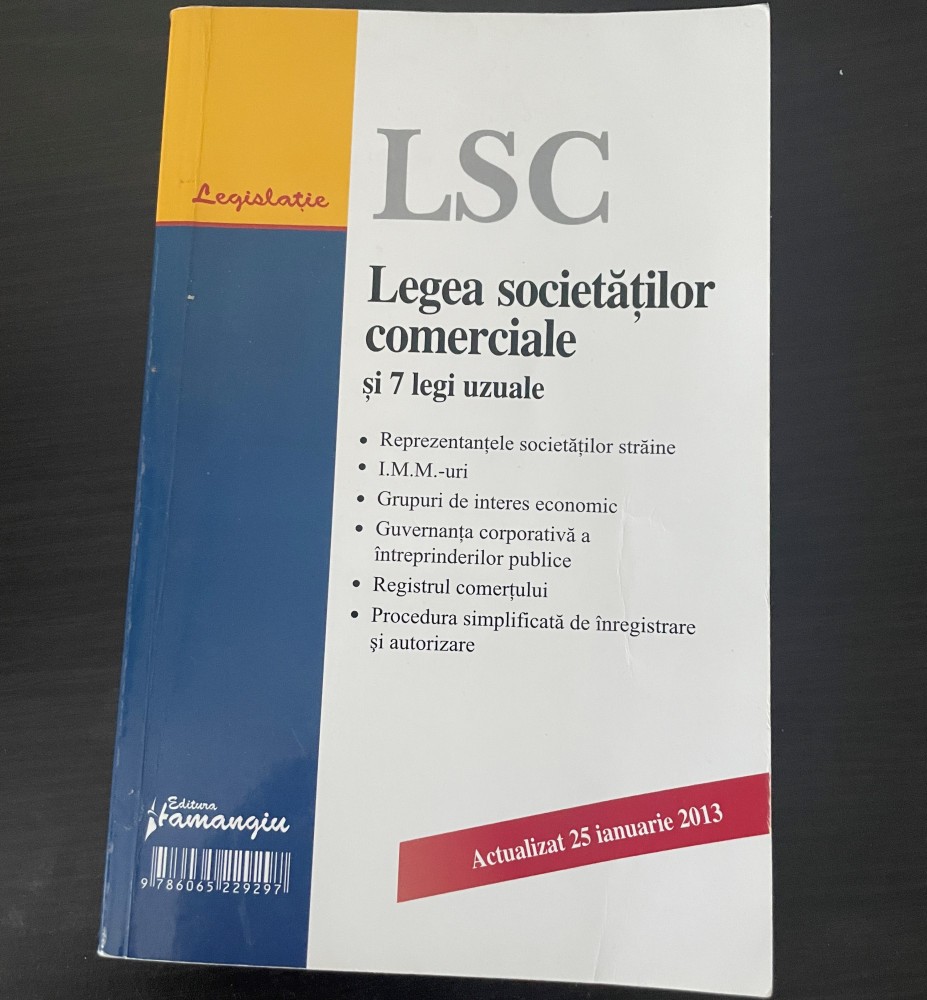 Legislație
LSC
Legea societăților
comerciale
și 7 legi uzuale
• Reprezentanțele societăților străine
• I.M.M.-uri
• Grupuri de interes economic
• Guvernanța corporativă a
întreprinderilor publice
• Registrul comerțului
• Procedura simplificată de înregistrare
și autorizare
Editura
Hamangiu
9 786065 229297
Actualizat 25 ianuarie 2013